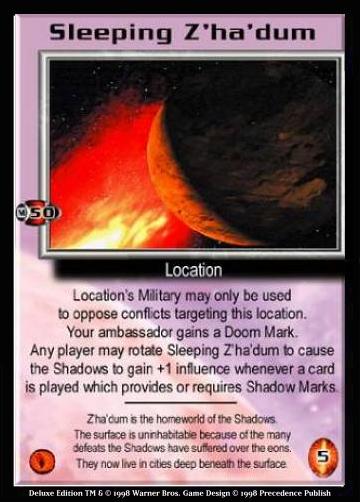 Sleeping Z'ha'dum
M 50
Location
Location's Military may only be used
to oppose conflicts targeting this location.
Your ambassador gains a Doom Mark.
Any player may rotate Sleeping Z'ha'dum to cause
the Shadows to gain +1 influence whenever a card
is played which provides or requires Shadow Marks.
Z'ha'dum is the homeworld of the Shadows.
The surface is uninhabitable because of the many
defeats the Shadows have suffered over the eons.
They now live in cities deep beneath the surface.
5
Deluxe Edition TM & © 1998 Warner Bros. Game Design © 1998 Precedence Publish